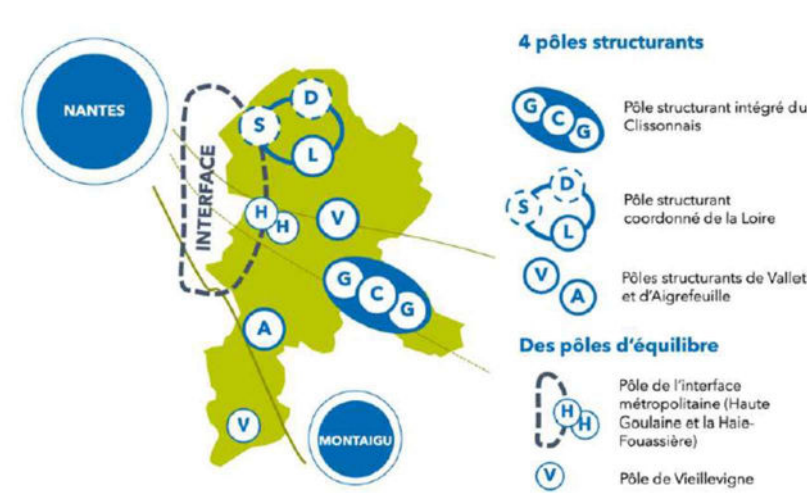 NANTES
INTERFACE
D
S
L
H
H
V
G
C
G
A
V
MONTAIGU
4 pôles structurants
G
C
G
Pôle structurant intégré du
Clissonnais
D
S
L
Pôle structurant
coordonné de la Loire
V
A
Pôles structurants de Vallet
et d'Aigrefeuille
Des pôles d'équilibre
H
H
Pôle de l'interface
métropolitaine (Haute
Goulaine et la Haie-
Fouassière)
V
Pôle de Vieillevigne